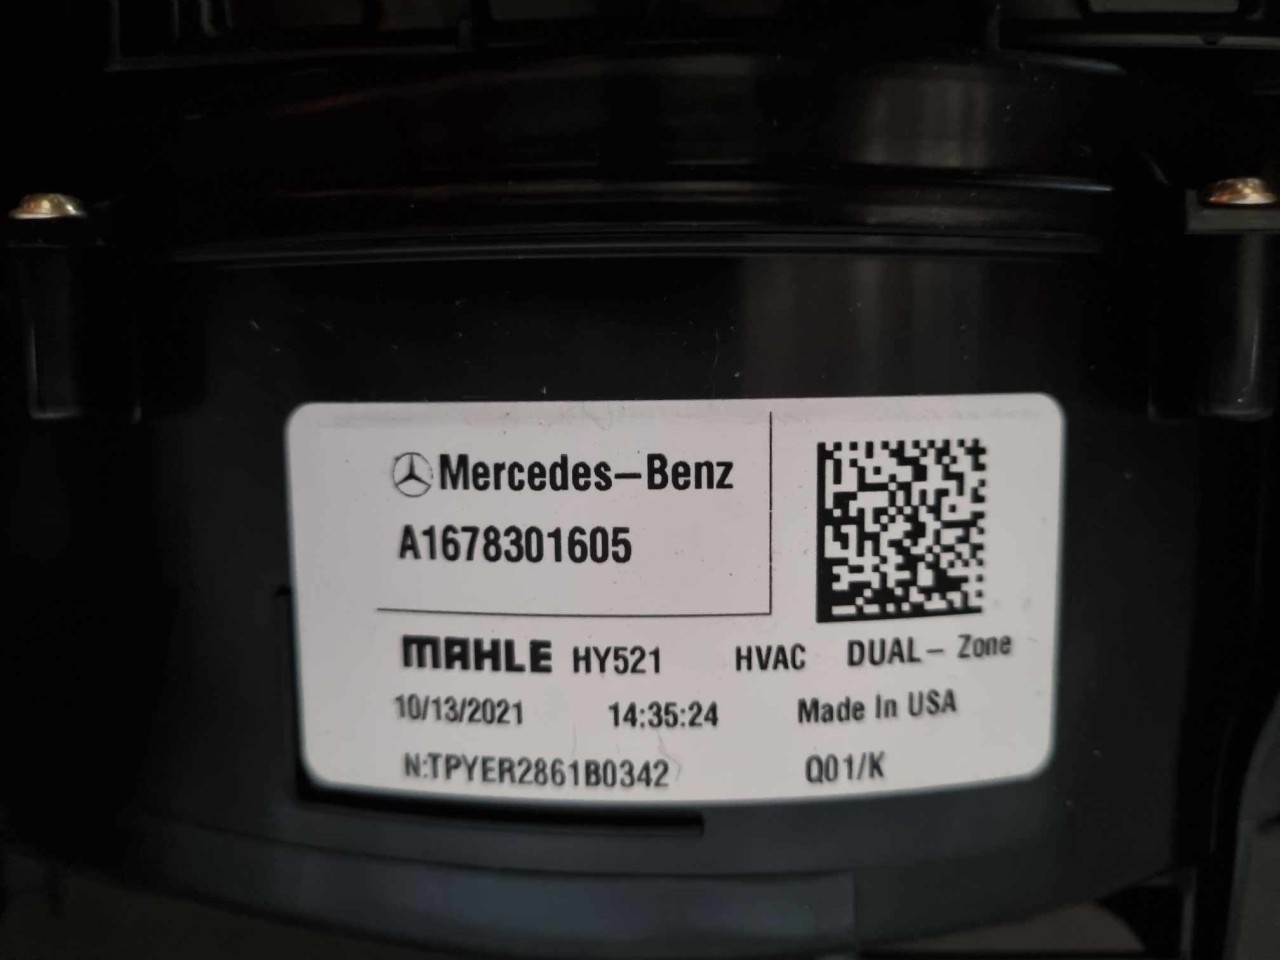 Mercedes-Benz
A1678301605
MAHLE HY521 HVAC DUAL- Zone
10/13/2021 14:35:24 Made In USA
N:TPYER2861B0342 Q01/K